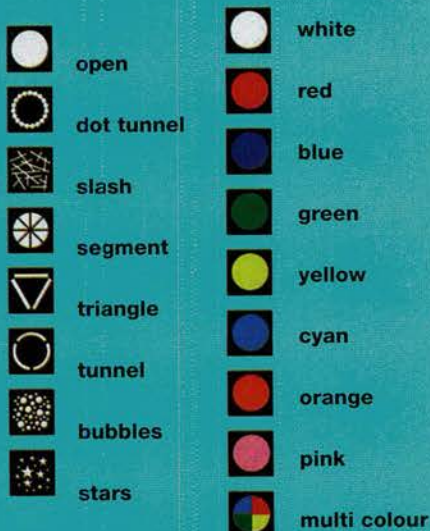 open
dot tunnel
slash
segment
triangle
tunnel
bubbles
stars
white
red
blue
green
yellow
cyan
orange
pink
multi colour